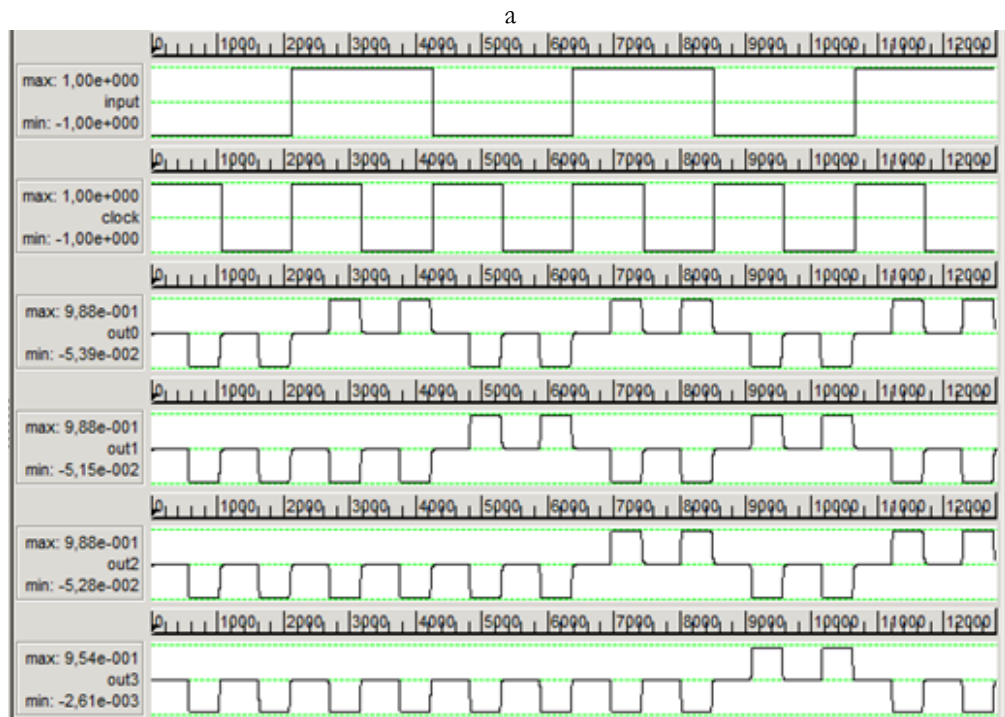 a
0 1000 2000 3000 4000 5000 6000 7000 8000 9000 10000 11000 12000
max: 1,00e+000
input
min: -1,00e+000
0 1000 2000 3000 4000 5000 6000 7000 8000 9000 10000 11000 12000
max: 1,00e+000
clock
min: -1,00e+000
0 1000 2000 3000 4000 5000 6000 7000 8000 9000 10000 11000 12000
max: 9,88e-001
out0
min: -5,39e-002
0 1000 2000 3000 4000 5000 6000 7000 8000 9000 10000 11000 12000
max: 9,88e-001
out1
min: -5,15e-002
0 1000 2000 3000 4000 5000 6000 7000 8000 9000 10000 11000 12000
max: 9,88e-001
out2
min: -5,28e-002
0 1000 2000 3000 4000 5000 6000 7000 8000 9000 10000 11000 12000
max: 9,54e-001
out3
min: -2,61e-003